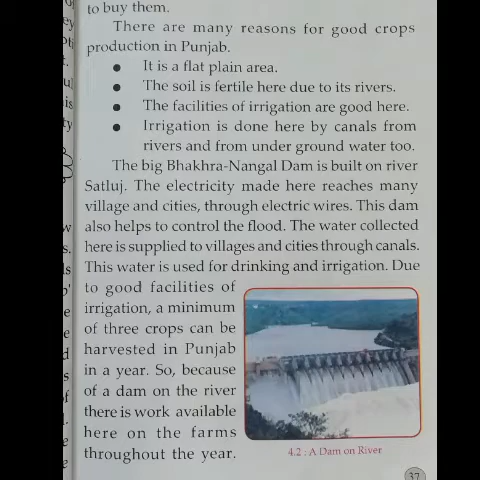 to buy them.
There are many reasons for good crops
production in Punjab.
● It is a flat plain area.
● The soil is fertile here due to its rivers.
● The facilities of irrigation are good here.
● Irrigation is done here by canals from
rivers and from under ground water too.
The big Bhakhra-Nangal Dam is built on river
Satluj. The electricity made here reaches many
village and cities, through electric wires. This dam
also helps to control the flood. The water collected
here is supplied to villages and cities through canals.
This water is used for drinking and irrigation. Due
to good facilities of
irrigation, a minimum
of three crops can be
harvested in Punjab
in a year. So, because
of a dam on the river
there is work available
here on the farms
throughout the year.
4.2 : A Dam on River
37